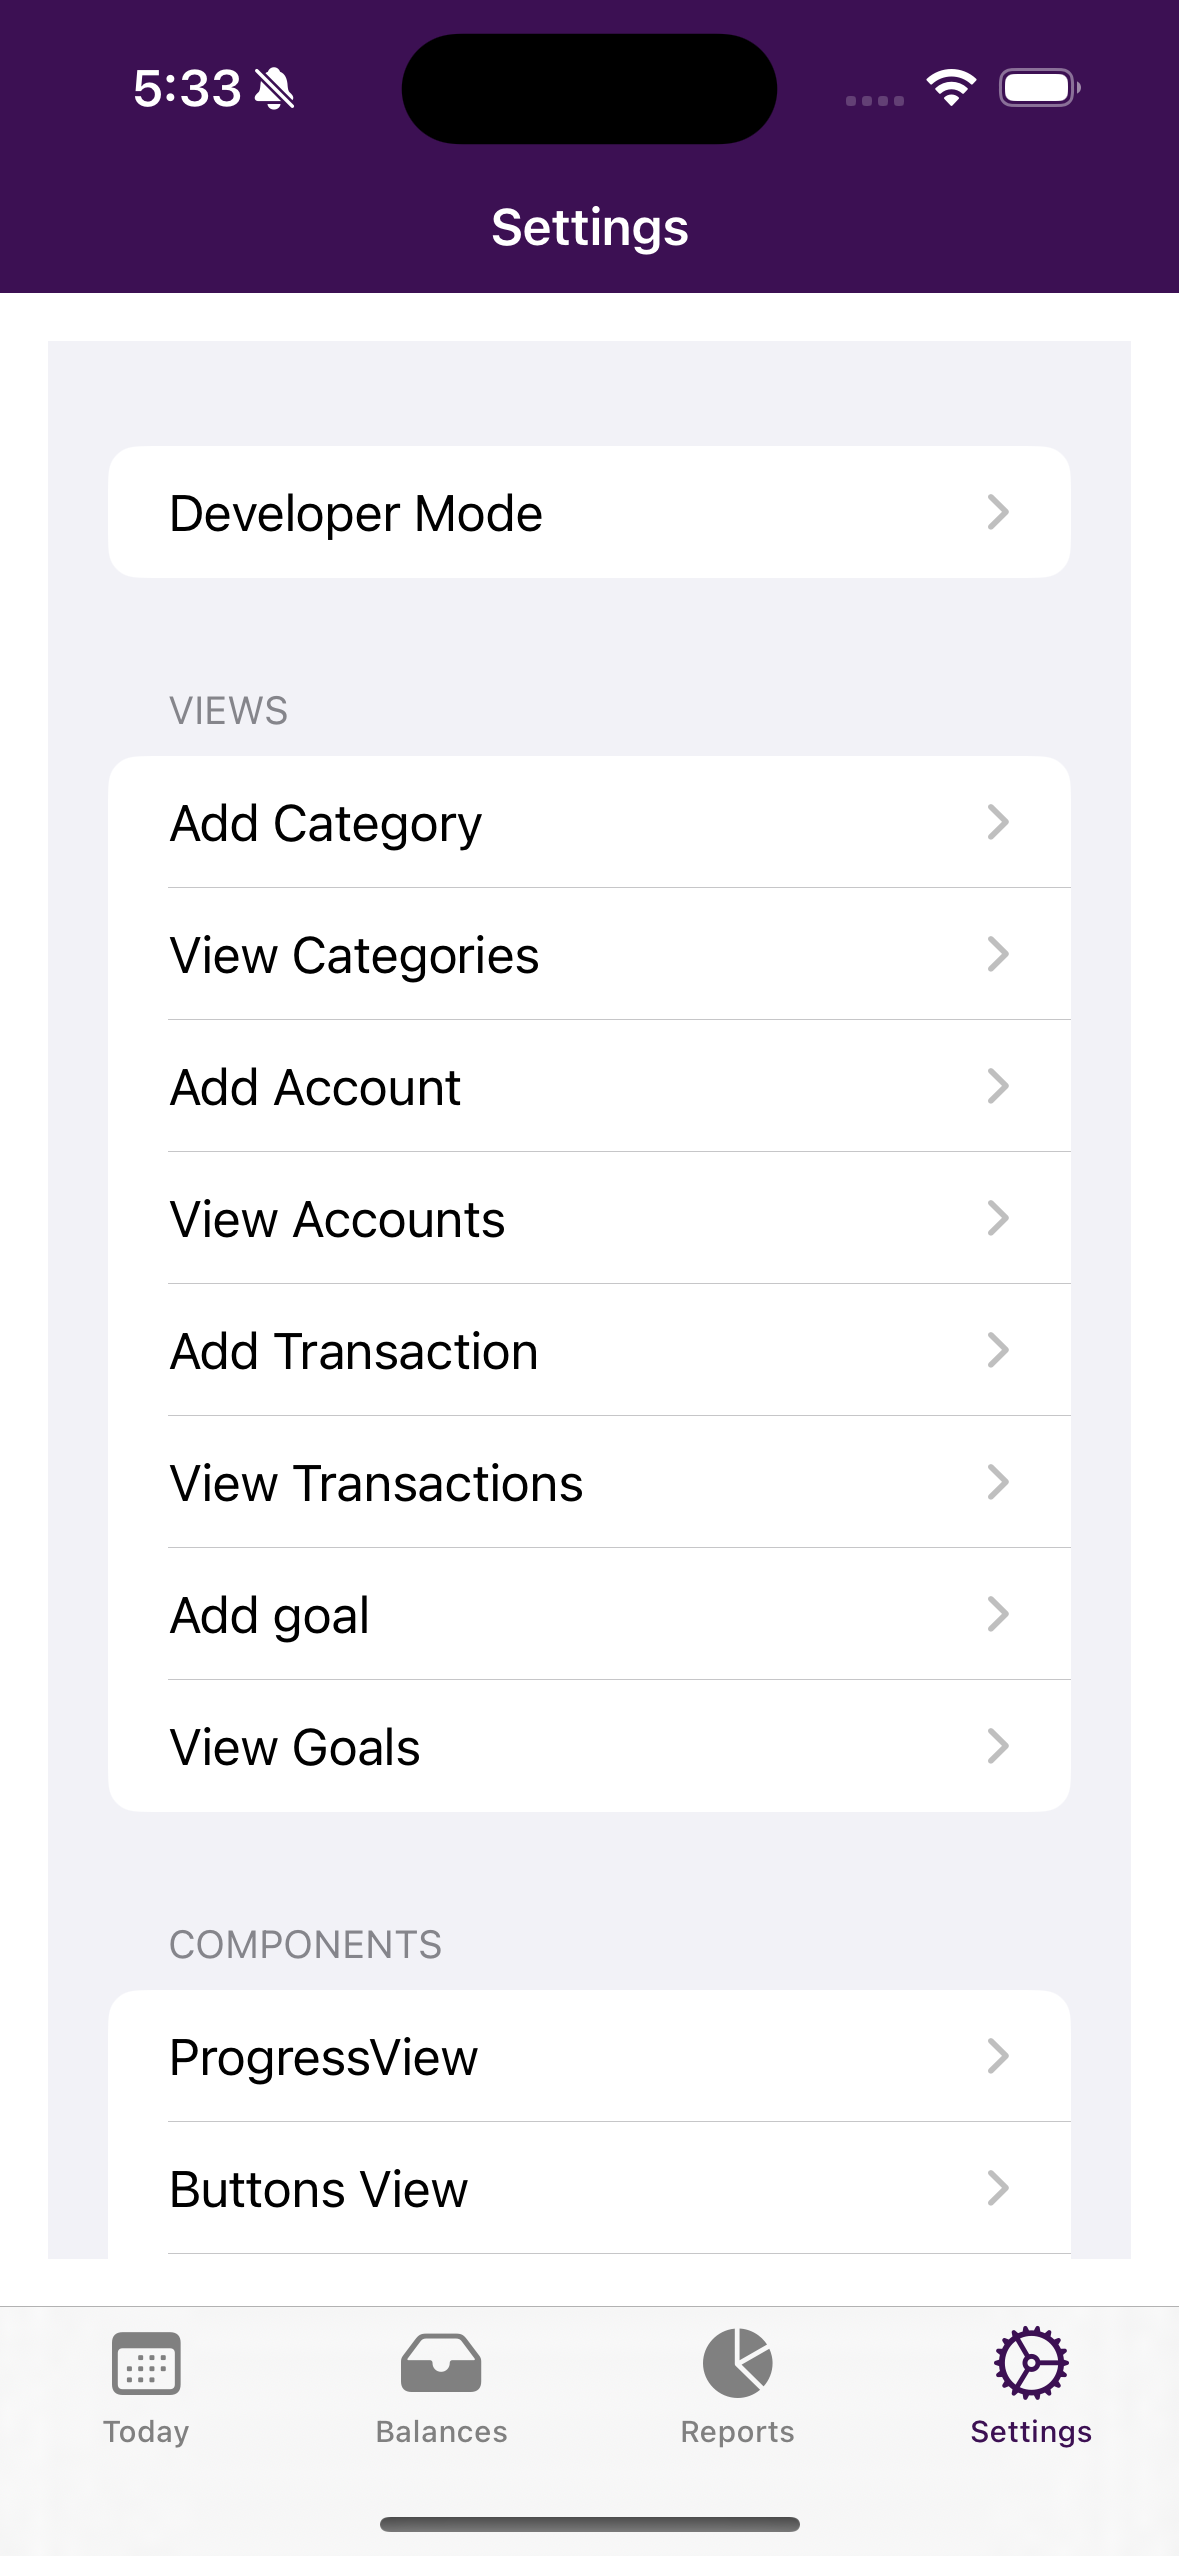 5:33
Settings
Developer Mode
VIEWS
Add Category
View Categories
Add Account
View Accounts
Add Transaction
View Transactions
Add goal
View Goals
COMPONENTS
ProgressView
Buttons View
Today
Balances
Reports
Settings